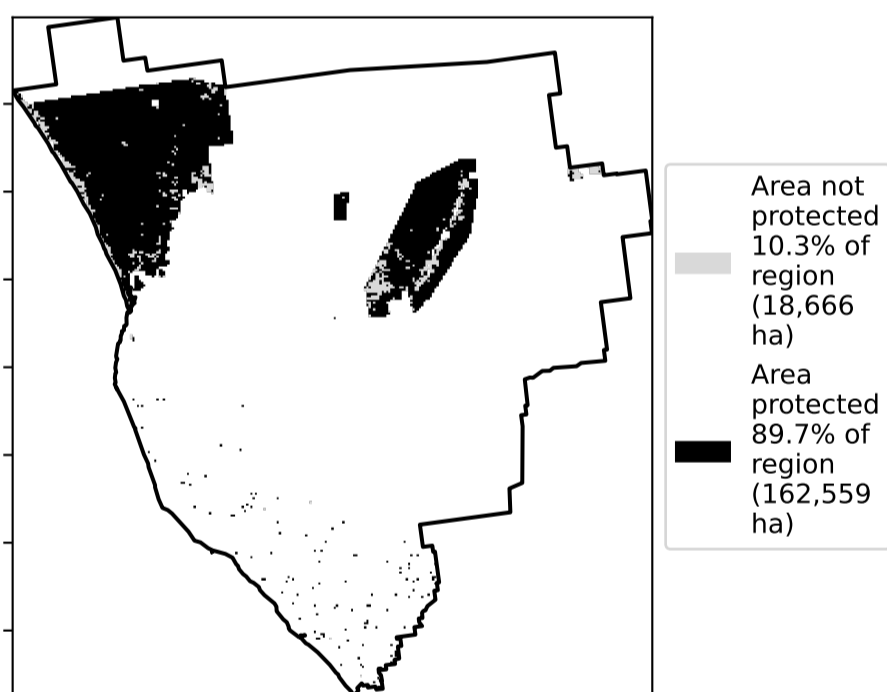 Area not
protected
10.3% of
region
(18,666
ha)
Area
protected
89.7% of
region
(162,559
ha)